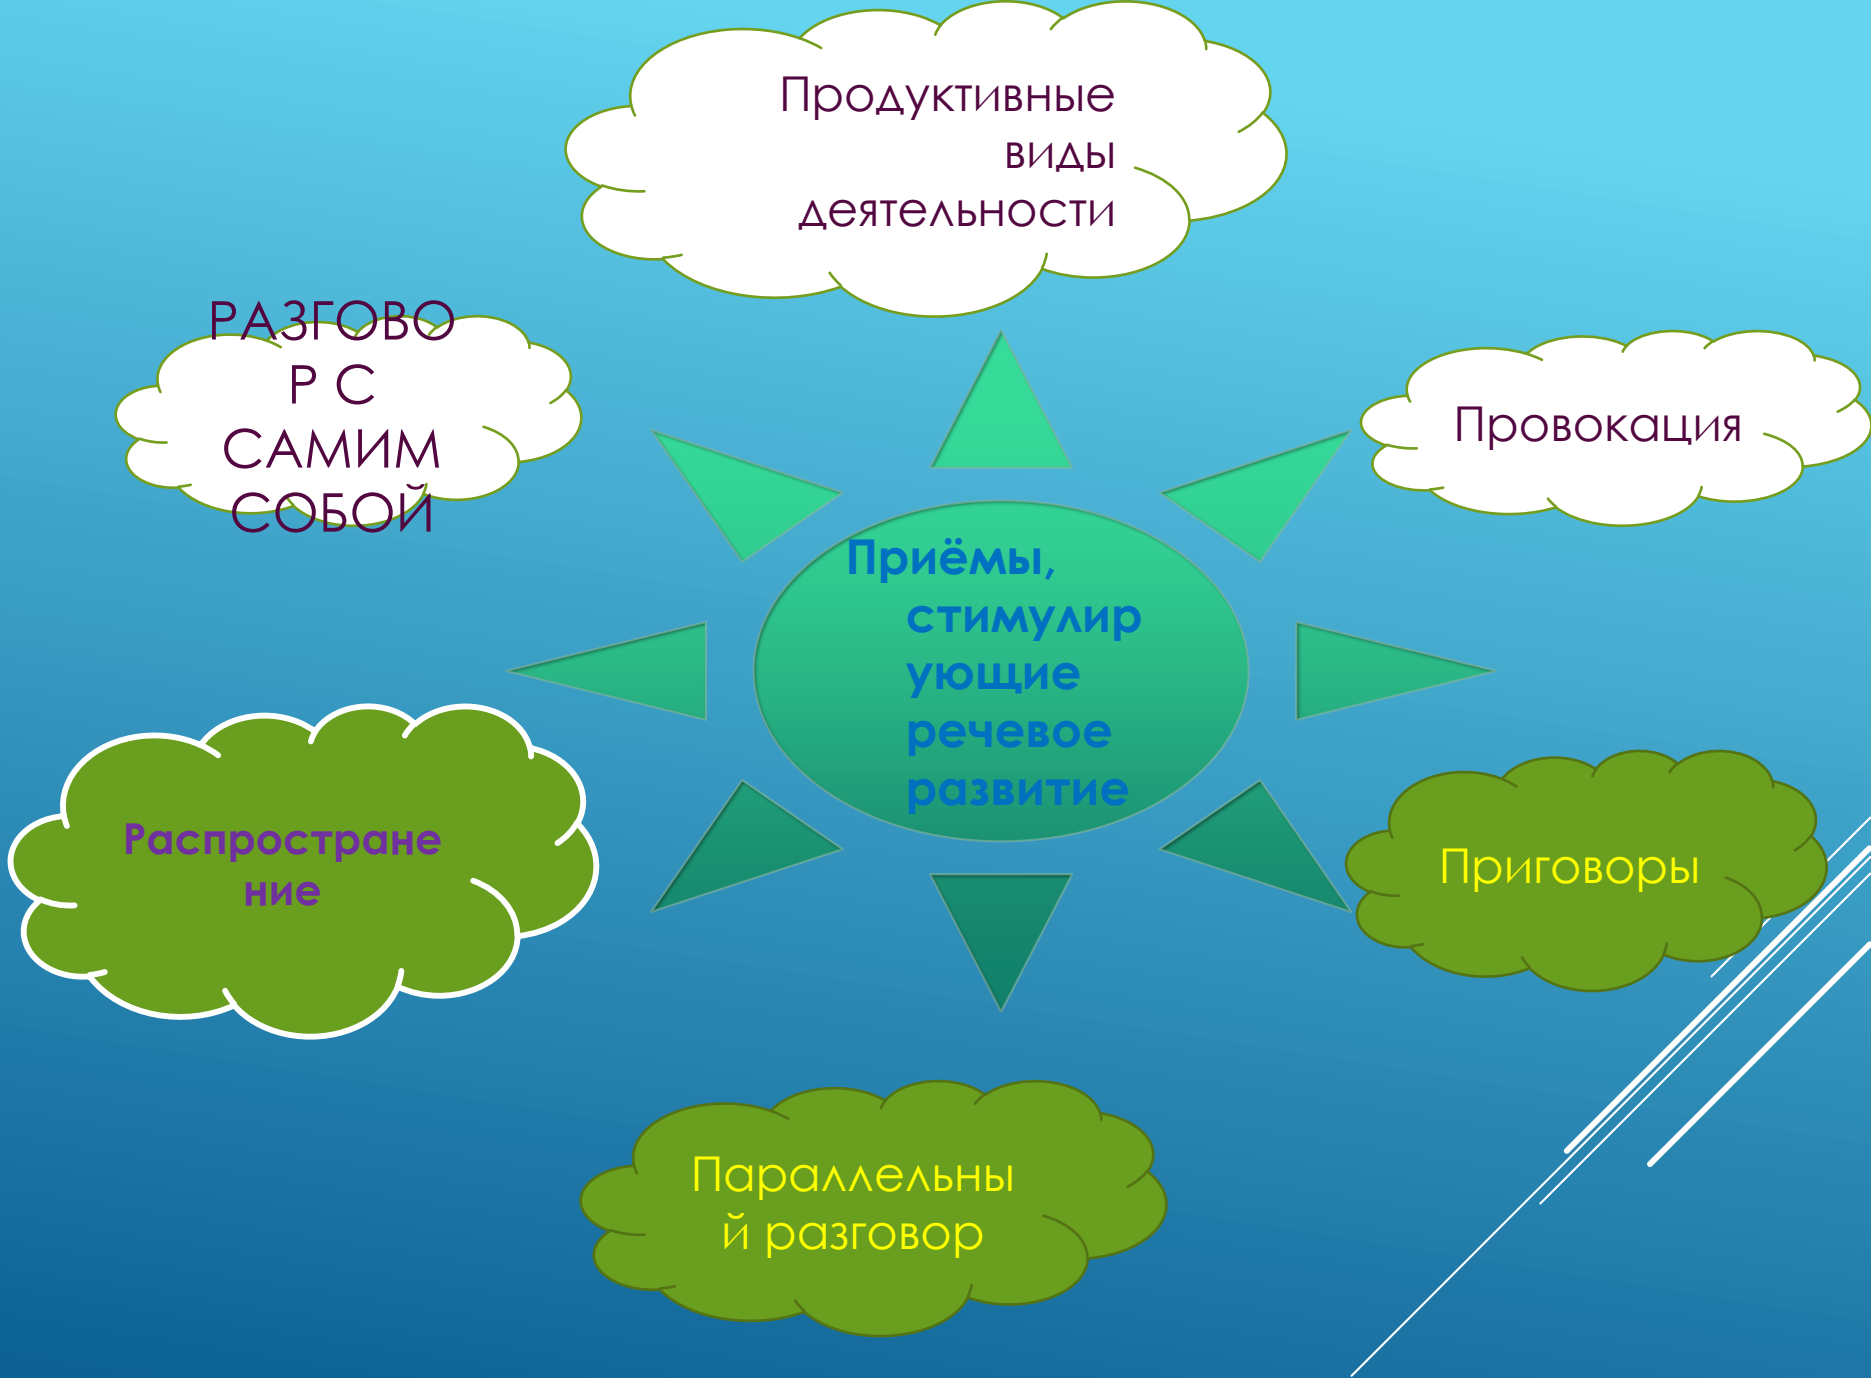 Продуктивные
виды
деятельности
РАЗГОВО
Р С
САМИМ
СОБОЙ
Провокация
Приёмы,
стимулир
ующие
речевое
развитие
Распростране
ние
Приговоры
Параллельны
й разговор